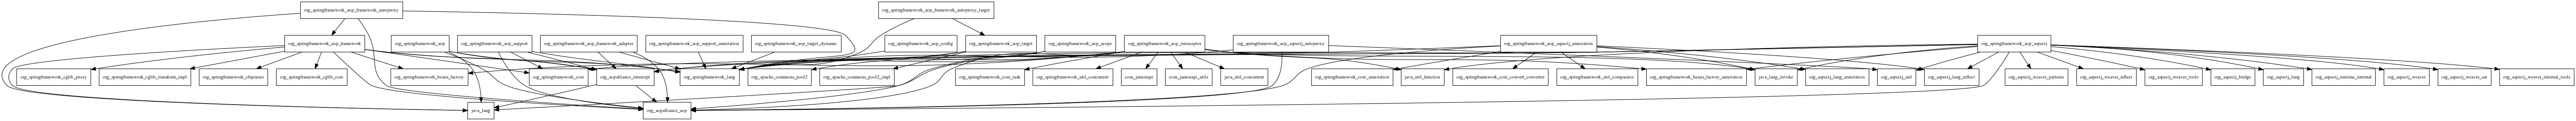 org_springframework_aop_framework_autoproxy
org_springframework_aop_framework_autoproxy_target
org_springframework_aop_framework
org_springframework_aop
org_springframework_aop_support
org_springframework_aop_framework_adapter
org_springframework_aop_support_annotation
org_springframework_aop_target_dynamic
org_springframework_aop_config
org_springframework_aop_target
org_springframework_aop_scope
org_springframework_aop_interceptor
org_springframework_aop_aspectj_autoproxy
org_springframework_aop_aspectj_annotation
org_springframework_aop_aspectj
org_springframework_cglib_proxy
org_springframework_cglib_transform_impl
org_springframework_objenesis
org_springframework_cglib_core
org_springframework_beans_factory
org_springframework_core
org_aopalliance_intercept
org_springframework_lang
org_apache_commons_pool2
org_apache_commons_pool2_impl
org_springframework_core_task
org_springframework_util_concurrent
com_jamonapi
com_jamonapi_utils
java_util_concurrent
org_springframework_core_annotation
java_util_function
org_springframework_core_convert_converter
org_springframework_util_comparator
org_springframework_beans_factory_annotation
java_lang_invoke
org_aspectj_lang_annotation
org_aspectj_util
org_aspectj_lang_reflect
org_aspectj_weaver_patterns
org_aspectj_weaver_reflect
org_aspectj_weaver_tools
org_aspectj_bridge
org_aspectj_lang
org_aspectj_runtime_internal
org_aspectj_weaver
org_aspectj_weaver_ast
org_aspectj_weaver_internal_tools
java_lang
org_aopalliance_aop